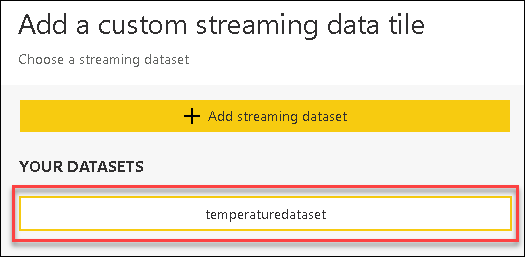 Add a custom streaming data tile
Choose a streaming dataset
+ Add streaming dataset
YOUR DATASETS
temperaturedataset